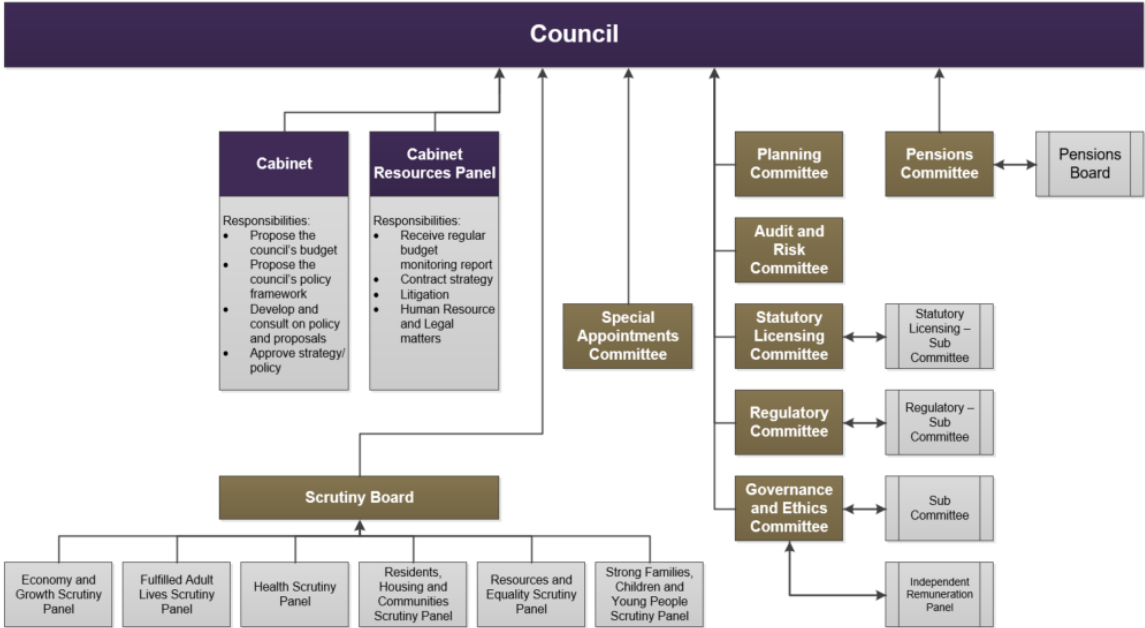 Council
Cabinet
Responsibilities:
• Propose the
council's budget
• Propose the
council's policy
framework
• Develop and
consult on policy
and proposals
• Approve strategy/
policy
Cabinet
Resources Panel
Responsibilities:
• Receive regular
budget
monitoring report
• Contract strategy
• Litigation
• Human Resource
and Legal
matters
Special
Appointments
Committee
Planning
Committee
Pensions
Committee
Pensions
Board
Audit and
Risk
Committee
Statutory
Licensing
Committee
Statutory
Licensing –
Sub
Committee
Regulatory
Committee
Regulatory –
Sub
Committee
Governance
and Ethics
Committee
Sub
Committee
Independent
Remuneration
Panel
Scrutiny Board
Economy and
Growth Scrutiny
Panel
Fulfilled Adult
Lives Scrutiny
Panel
Health Scrutiny
Panel
Residents,
Housing and
Communities
Scrutiny Panel
Resources and
Equality Scrutiny
Panel
Strong Families,
Children and
Young People
Scrutiny Panel